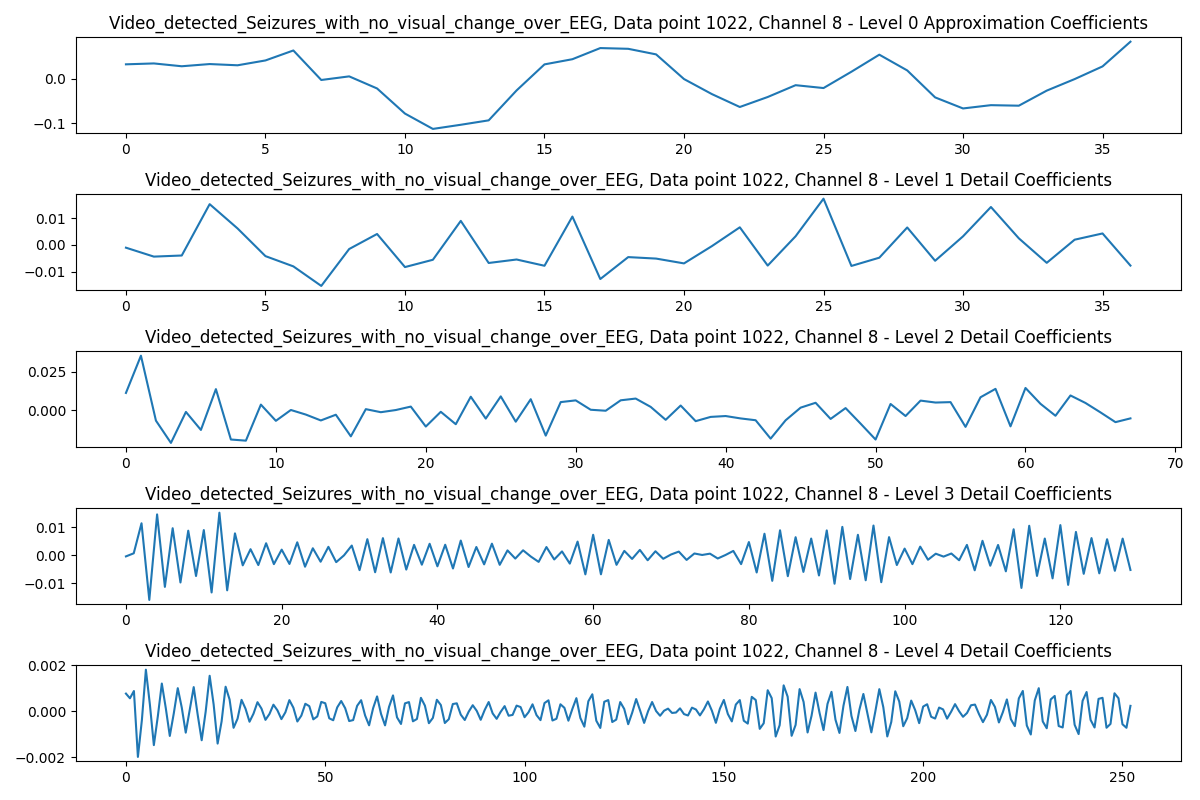 Video_detected_Seizures_with_no_visual_change_over_EEG, Data point 1022, Channel 8 - Level 0 Approximation Coefficients
0.0
−0.1
0 5 10 15 20 25 30 35
Video_detected_Seizures_with_no_visual_change_over_EEG, Data point 1022, Channel 8 - Level 1 Detail Coefficients
0.01
0.00
−0.01
0 5 10 15 20 25 30 35
Video_detected_Seizures_with_no_visual_change_over_EEG, Data point 1022, Channel 8 - Level 2 Detail Coefficients
0.025
0.000
0 10 20 30 40 50 60 70
Video_detected_Seizures_with_no_visual_change_over_EEG, Data point 1022, Channel 8 - Level 3 Detail Coefficients
0.01
0.00
−0.01
0 20 40 60 80 100 120
Video_detected_Seizures_with_no_visual_change_over_EEG, Data point 1022, Channel 8 - Level 4 Detail Coefficients
0.002
0.000
−0.002
0 50 100 150 200 250